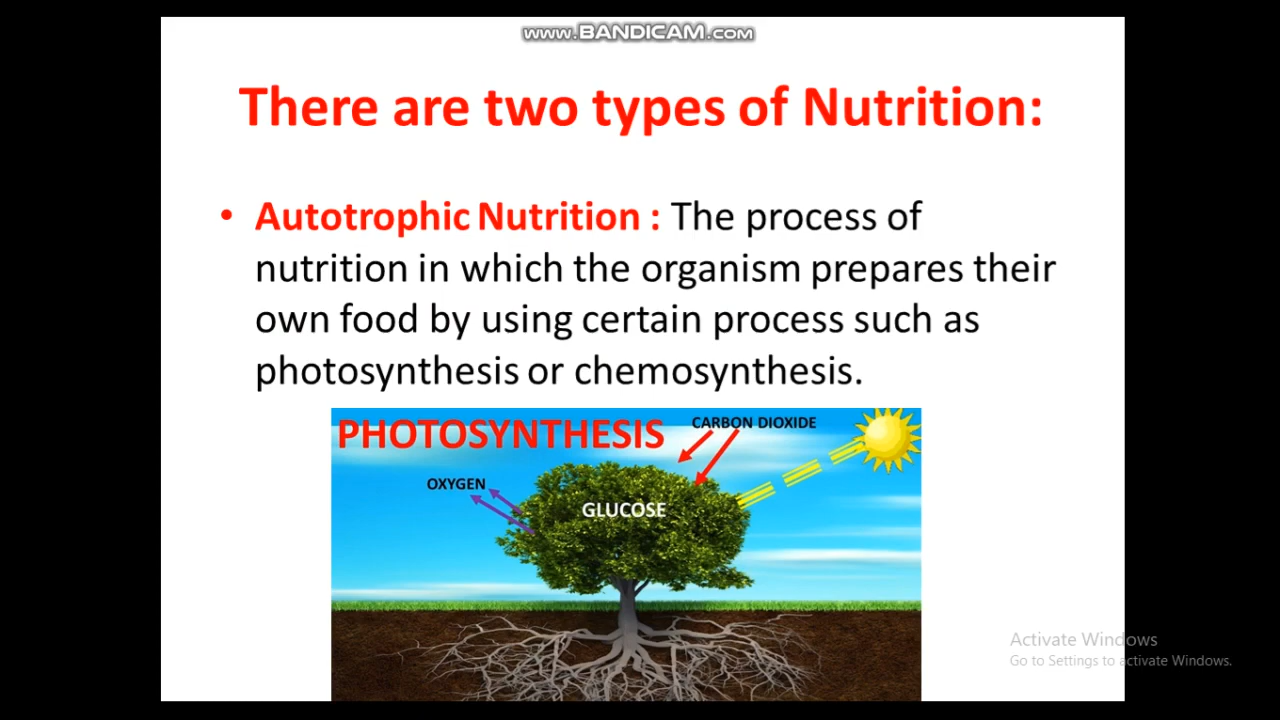 www.BANDICAM.com
There are two types of Nutrition:
• Autotrophic Nutrition : The process of
nutrition in which the organism prepares their
own food by using certain process such as
photosynthesis or chemosynthesis.
PHOTOSYNTHESIS
CARBON DIOXIDE
OXYGEN
GLUCOSE
Activate Windows
Go to Settings to activate Windows.